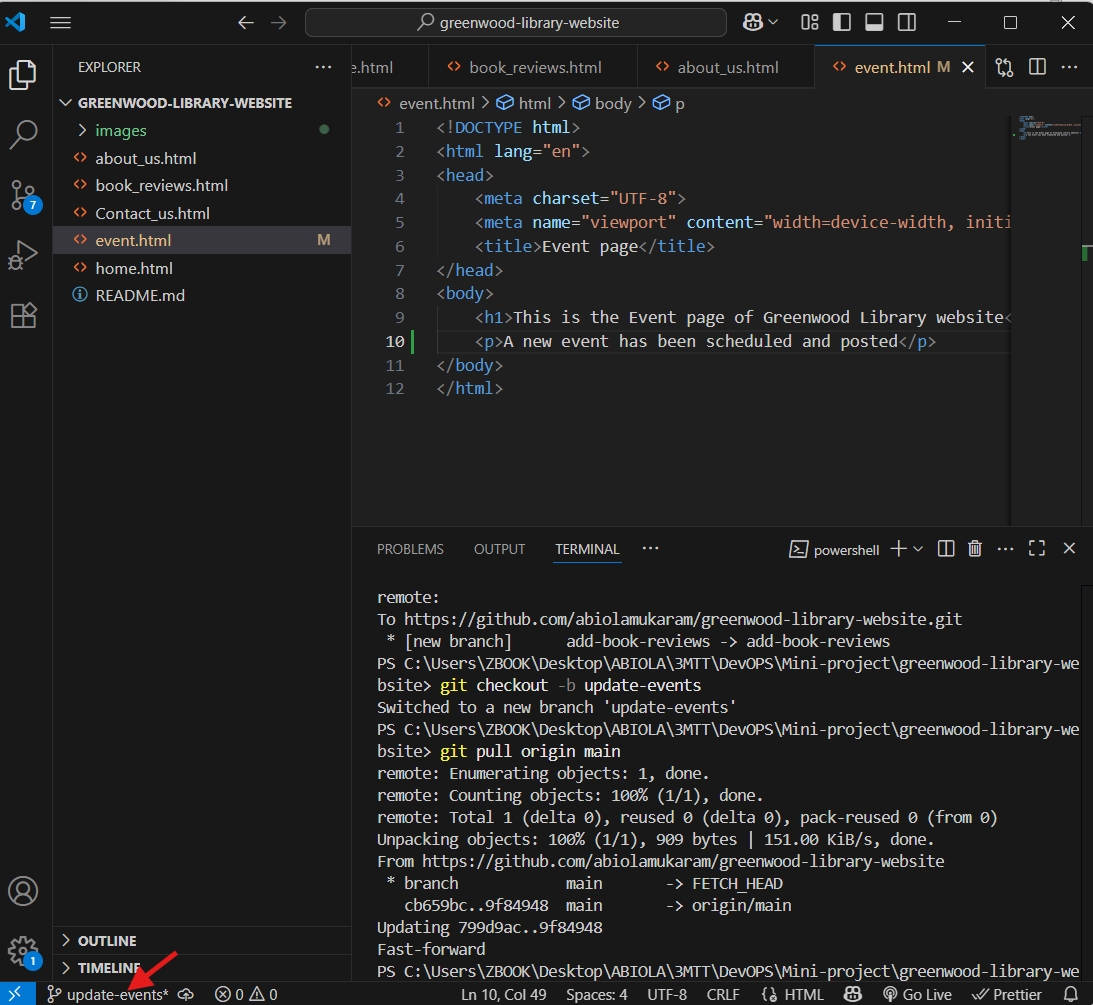 greenwood-library-website
EXPLORER
GREENWOOD-LIBRARY-WEBSITE
images
about_us.html
book_reviews.html
Contact_us.html
event.html M
home.html
README.md
OUTLINE
TIMELINE
7
1
e.html
book_reviews.html
about_us.html
event.html M
event.html > html > body > p
1 <!DOCTYPE html>
2 <html lang="en">
3 <head>
4 <meta charset="UTF-8">
5 <meta name="viewport" content="width=device-width, initi
6 <title>Event page</title>
7 </head>
8 <body>
9 <h1>This is the Event page of Greenwood Library website<
10 <p>A new event has been scheduled and posted</p>
11 </body>
12 </html>
PROBLEMS OUTPUT TERMINAL ··· powershell
remote:
To https://github.com/abiolamukaram/greenwood-library-website.git
* [new branch] add-book-reviews -> add-book-reviews
PS C:\Users\ZBOOK\Desktop\ABIOLA\3MTT\DevOPS\Mini-project\greenwood-library-we
bsite> git checkout -b update-events
Switched to a new branch 'update-events'
PS C:\Users\ZBOOK\Desktop\ABIOLA\3MTT\DevOPS\Mini-project\greenwood-library-we
bsite> git pull origin main
remote: Enumerating objects: 1, done.
remote: Counting objects: 100% (1/1), done.
remote: Total 1 (delta 0), reused 0 (delta 0), pack-reused 0 (from 0)
Unpacking objects: 100% (1/1), 909 bytes | 151.00 KiB/s, done.
From https://github.com/abiolamukaram/greenwood-library-website
* branch main -> FETCH_HEAD
cb659bc..9f84948 main -> origin/main
Updating 799d9ac..9f84948
Fast-forward
PS C:\Users\ZBOOK\Desktop\ABIOLA\3MTT\DevOPS\Mini-project\greenwood-library-we
update-events* 0 0 Ln 10, Col 49 Spaces: 4 UTF-8 CRLF HTML Go Live Prettier